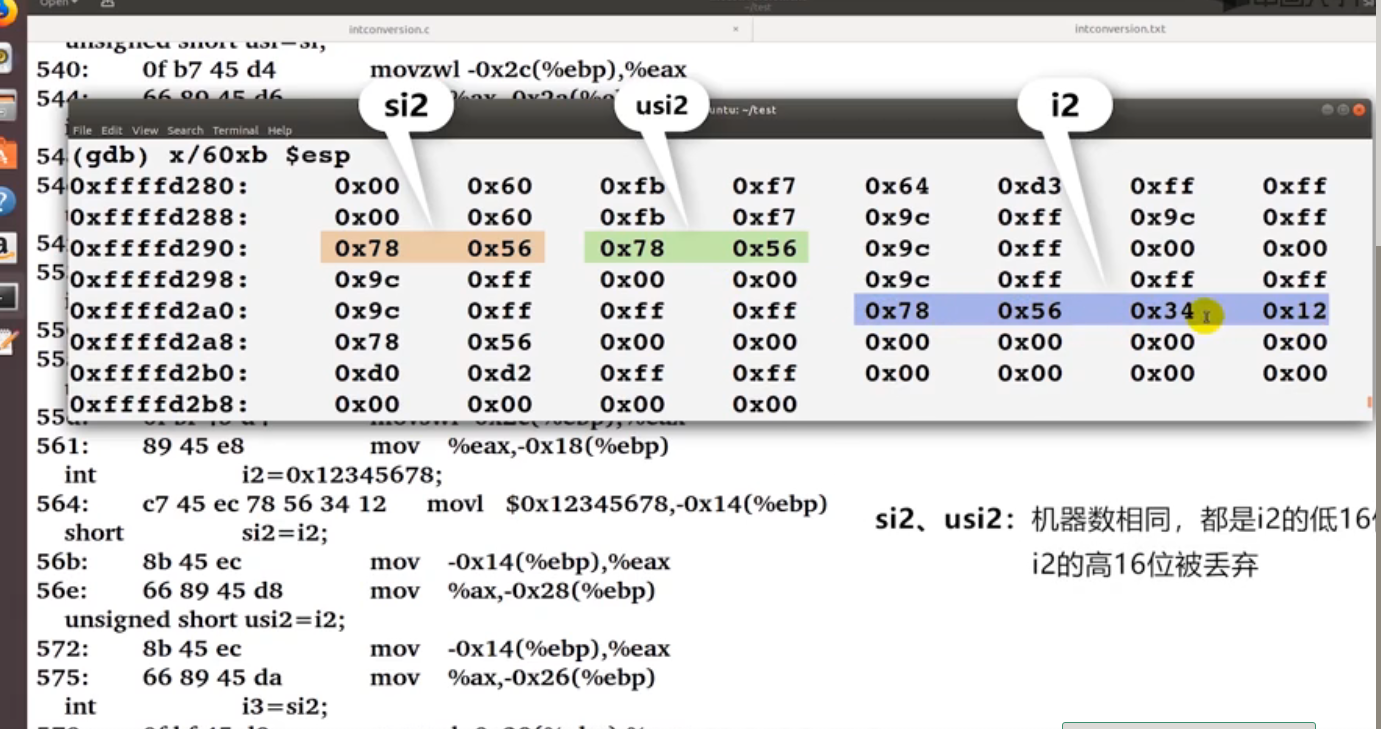 Open
~/test
intconversion.c × intconversion.txt
unsigned short usi=si;
540: 0f b7 45 d4 movzwl -0x2c(%ebp),%eax
544: 66 89 45 d6
si2 usi2 i2
untu: ~/test
File Edit View Search Terminal Help
(gdb) x/60xb $esp
0xffffd280: 0x00 0x60 0xfb 0xf7 0x64 0xd3 0xff 0xff
0xffffd288: 0x00 0x60 0xfb 0xf7 0x9c 0xff 0x9c 0xff
0xffffd290: 0x78 0x56 0x78 0x56 0x9c 0xff 0x00 0x00
0xffffd298: 0x9c 0xff 0x00 0x00 0x9c 0xff 0xff 0xff
0xffffd2a0: 0x9c 0xff 0xff 0xff 0x78 0x56 0x34 0x12
0xffffd2a8: 0x78 0x56 0x00 0x00 0x00 0x00 0x00 0x00
0xffffd2b0: 0xd0 0xd2 0xff 0xff 0x00 0x00 0x00 0x00
0xffffd2b8: 0x00 0x00 0x00 0x00
561: 89 45 e8 mov %eax,-0x18(%ebp)
int i2=0x12345678;
564: c7 45 ec 78 56 34 12 movl $0x12345678,-0x14(%ebp)
short si2=i2;
56b: 8b 45 ec mov -0x14(%ebp),%eax
56e: 66 89 45 d8 mov %ax,-0x28(%ebp)
unsigned short usi2=i2;
572: 8b 45 ec mov -0x14(%ebp),%eax
575: 66 89 45 da mov %ax,-0x26(%ebp)
int i3=si2;
si2、usi2：机器数相同，都是i2的低16
i2的高16位被丢弃